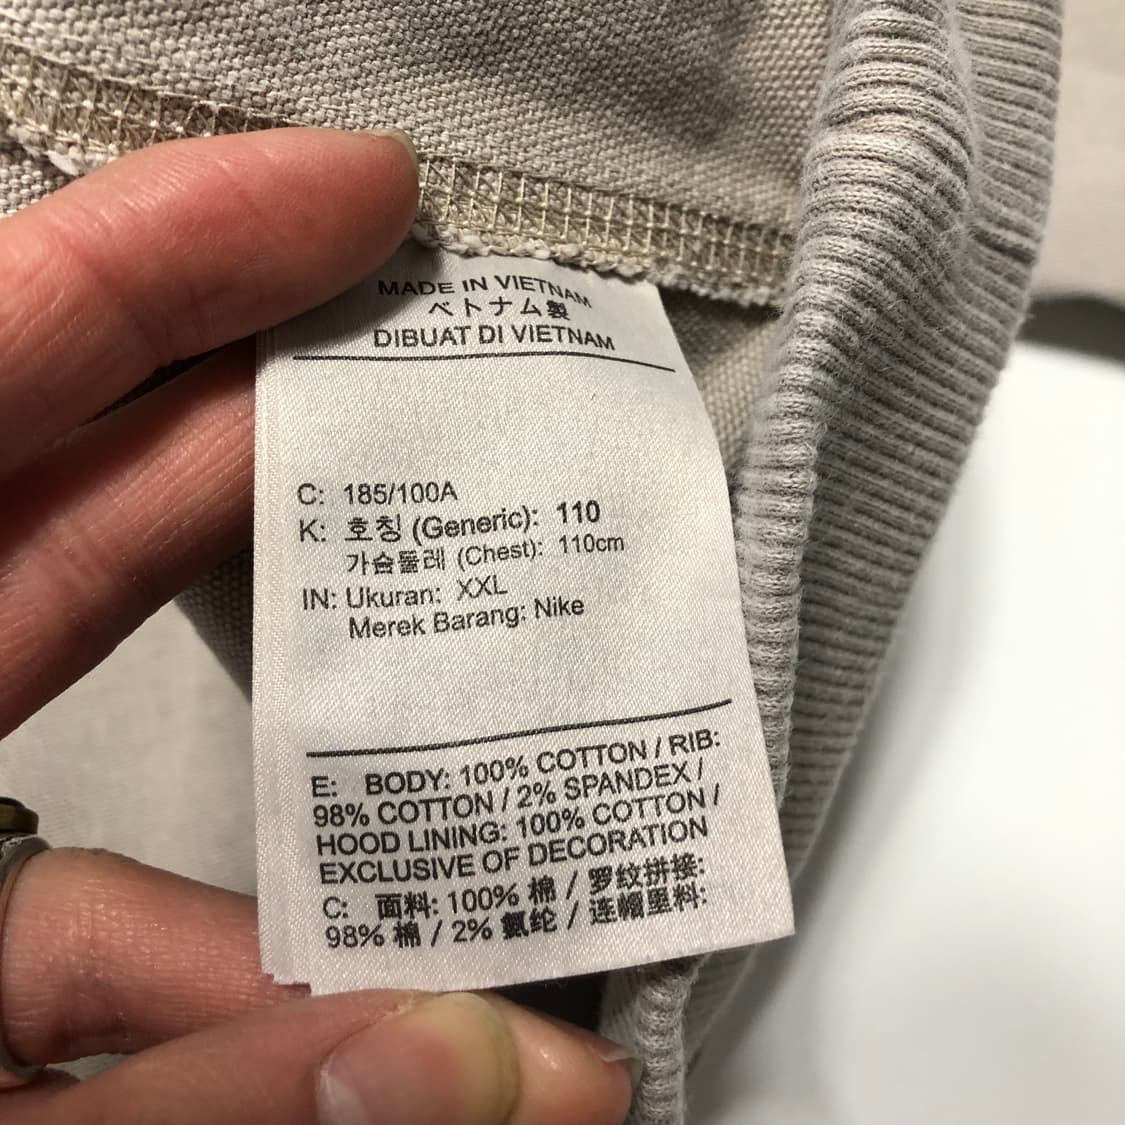 MADE IN VIETNAM
ベトナム製
DIBUAT DI VIETNAM
C: 185/100A
K: 호칭 (Generic): 110
가슴둘레 (Chest): 110cm
IN: Ukuran: XXL
Merek Barang: Nike
E: BODY: 100% COTTON / RIB:
98% COTTON / 2% SPANDEX /
HOOD LINING: 100% COTTON /
EXCLUSIVE OF DECORATION
C: 面料: 100% 棉 / 罗纹拼接:
98% 棉 / 2% 氨纶 / 连帽里料: